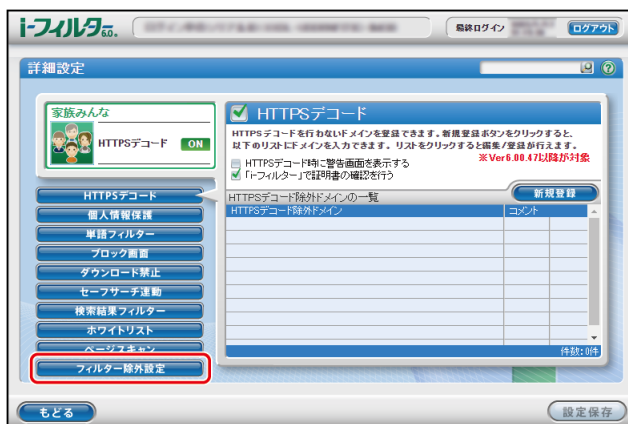 i-フィルター6.0.
最終ログイン
ログアウト
詳細設定
家族みんな
HTTPSデコード ON
HTTPSデコード
個人情報保護
単語フィルター
ブロック画面
ダウンロード禁止
セーフサーチ連動
検索結果フィルター
ホワイトリスト
ページスキャン
フィルター除外設定
HTTPSデコード
HTTPSデコードを行わないドメインを登録できます。新規登録ボタンをクリックすると、
以下のリストにドメインを入力できます。リストをクリックすると編集/登録が行えます。
HTTPSデコード時に警告画面を表示する
※Ver6.00.47以降が対象
「i-フィルター」で証明書の確認を行う
HTTPSデコード除外ドメインの一覧
新規登録
HTTPSデコード除外ドメイン コメント
件数:0件
もどる
設定保存